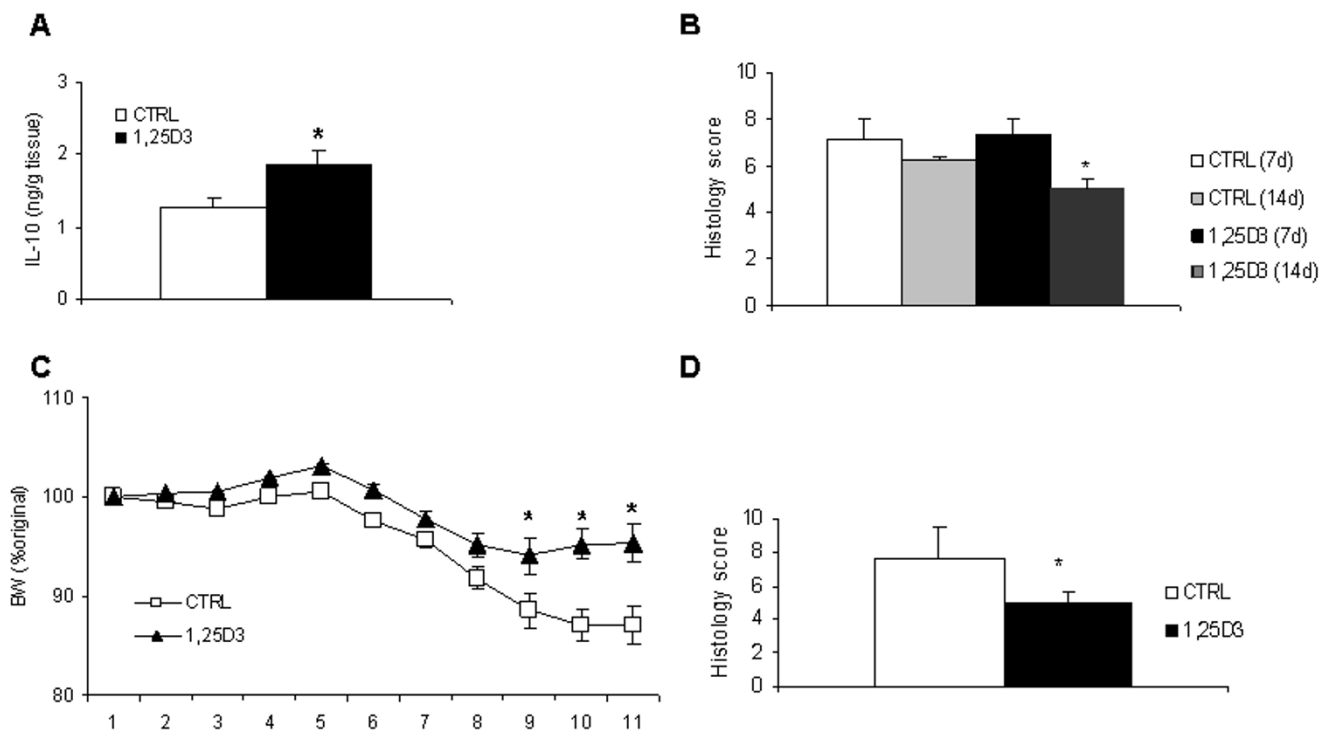 A
IL-10 (ng/g tissue)
3
2
1
0
CTRL
1,25D3
*
B
Histology score
10
8
6
4
2
0
*
CTRL (7d)
CTRL (14d)
1,25D3 (7d)
1,25D3 (14d)
C
BW (%original)
110
100
90
80
* * *
CTRL
1,25D3
1 2 3 4 5 6 7 8 9 10 11
D
Histology score
10
8
6
4
2
0
*
CTRL
1,25D3